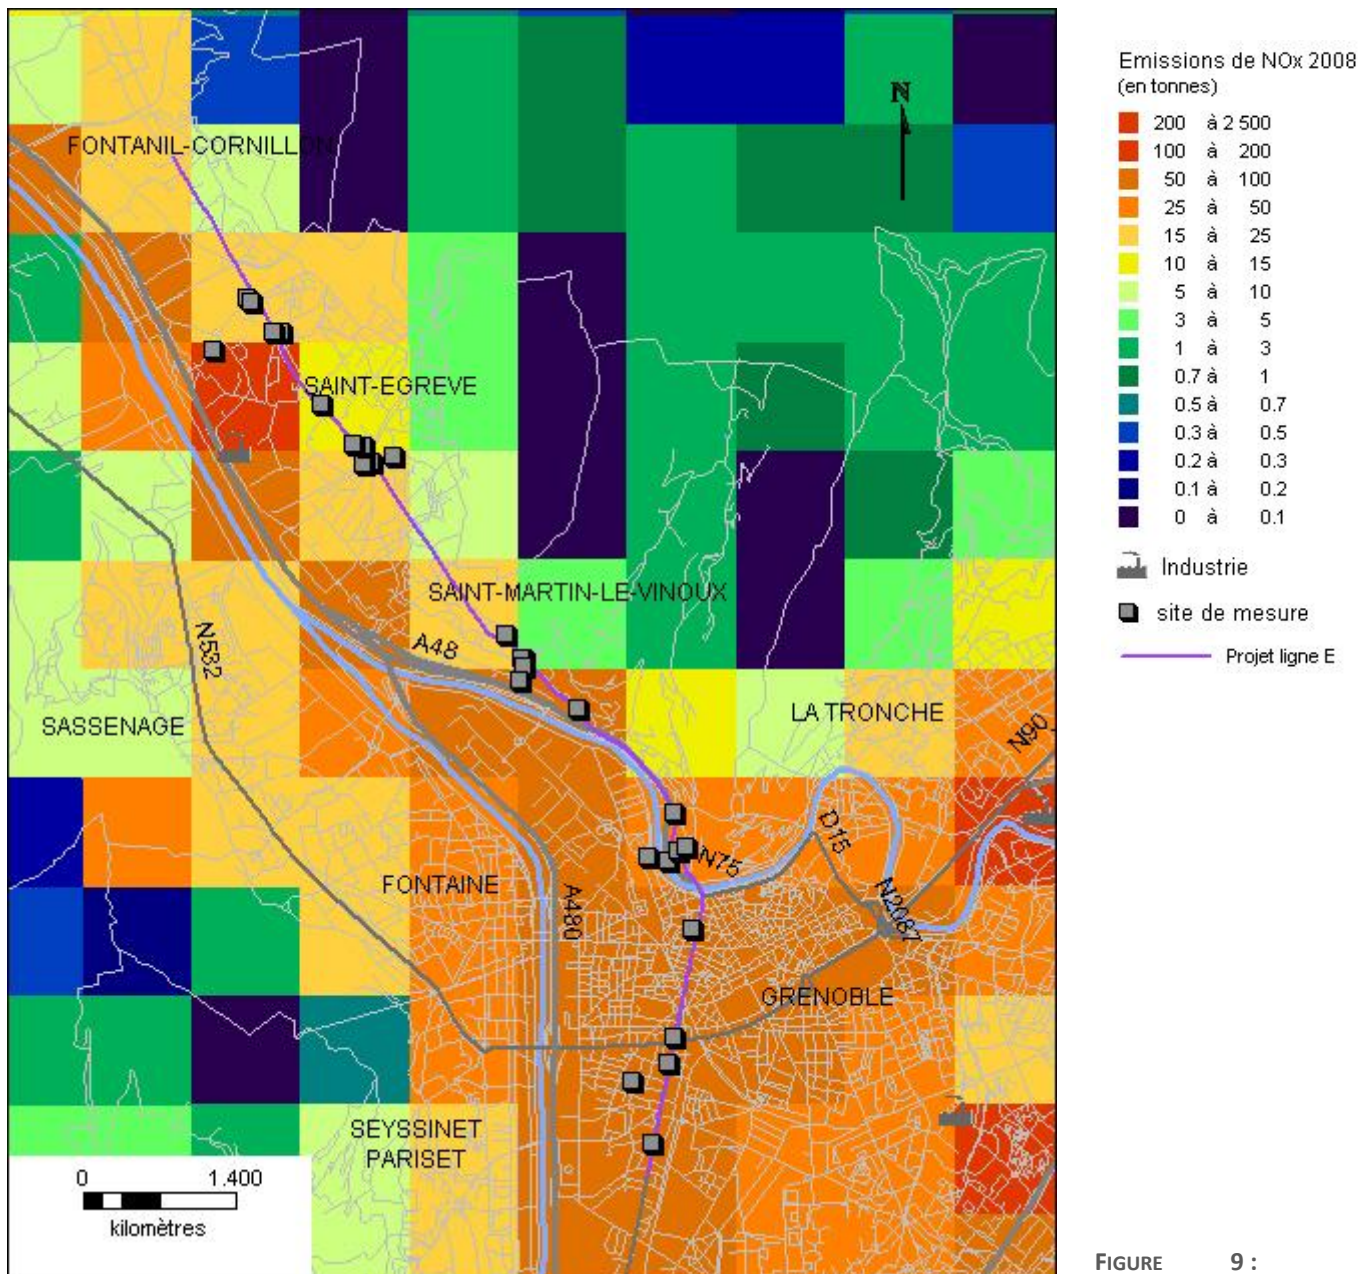 Emissions de NOx 2008
(en tonnes)
200 à 2 500
100 à 200
50 à 100
25 à 50
15 à 25
10 à 15
5 à 10
3 à 5
1 à 3
0.7 à 1
0.5 à 0.7
0.3 à 0.5
0.2 à 0.3
0.1 à 0.2
0 à 0.1
Industrie
site de mesure
Projet ligne E
N
FONTANIL-CORNILLON
SAINT-EGREVE
SAINT-MARTIN-LE-VINOUX
A48
N532
SASSENAGE
LA TRONCHE
N90
D15
N75
FONTAINE
A480
N2087
GRENOBLE
SEYSSINET
PARISET
0 1.400
kilomètres
FIGURE 9 :